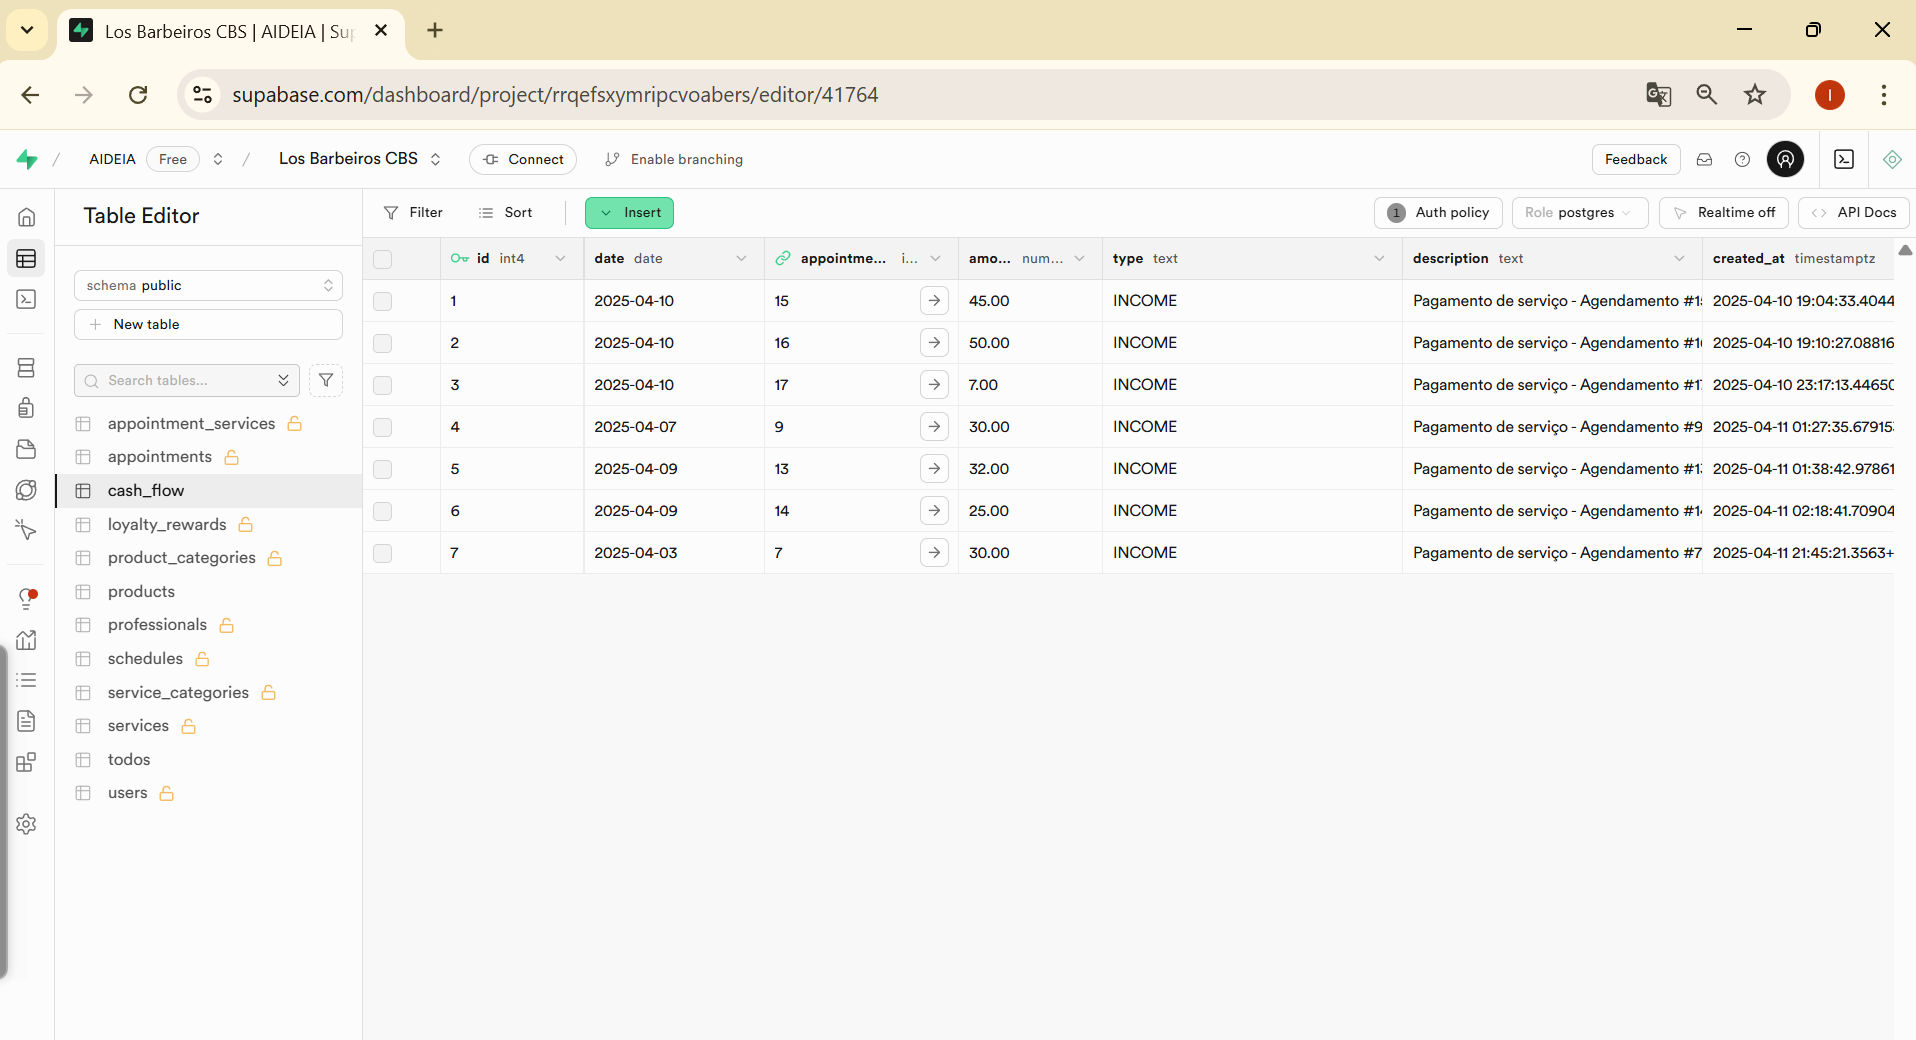 Los Barbeiros CBS | AIDEIA | Sup
supabase.com/dashboard/project/rrqefsxymripcvoabers/editor/41764
I
/ AIDEIA Free / Los Barbeiros CBS Connect Enable branching Feedback
Table Editor
Filter Sort Insert 1 Auth policy Role postgres Realtime off API Docs
schema public
New table
Search tables...
appointment_services
appointments
cash_flow
loyalty_rewards
product_categories
products
professionals
schedules
service_categories
services
todos
users
id int4 date date appointme... i... amo... num... type text description text created_at timestamptz
1 2025-04-10 15 45.00 INCOME Pagamento de serviço - Agendamento #1 2025-04-10 19:04:33.4044
2 2025-04-10 16 50.00 INCOME Pagamento de serviço - Agendamento #1 2025-04-10 19:10:27.08816
3 2025-04-10 17 7.00 INCOME Pagamento de serviço - Agendamento #1 2025-04-10 23:17:13.44650
4 2025-04-07 9 30.00 INCOME Pagamento de serviço - Agendamento #9 2025-04-11 01:27:35.67915
5 2025-04-09 13 32.00 INCOME Pagamento de serviço - Agendamento #1 2025-04-11 01:38:42.97861
6 2025-04-09 14 25.00 INCOME Pagamento de serviço - Agendamento #1 2025-04-11 02:18:41.70904
7 2025-04-03 7 30.00 INCOME Pagamento de serviço - Agendamento #7 2025-04-11 21:45:21.3563+